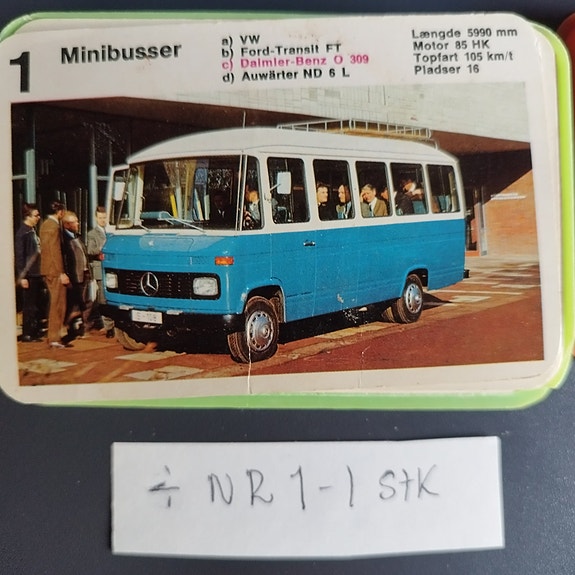 1 Minibusser
a) VW
b) Ford-Transit FT
c) Daimler-Benz O 309
d) Auwärter ND 6 L
Længde 5990 mm
Motor 85 HK
Topfart 105 km/t
Pladser 16
÷ NR 1-1 StK